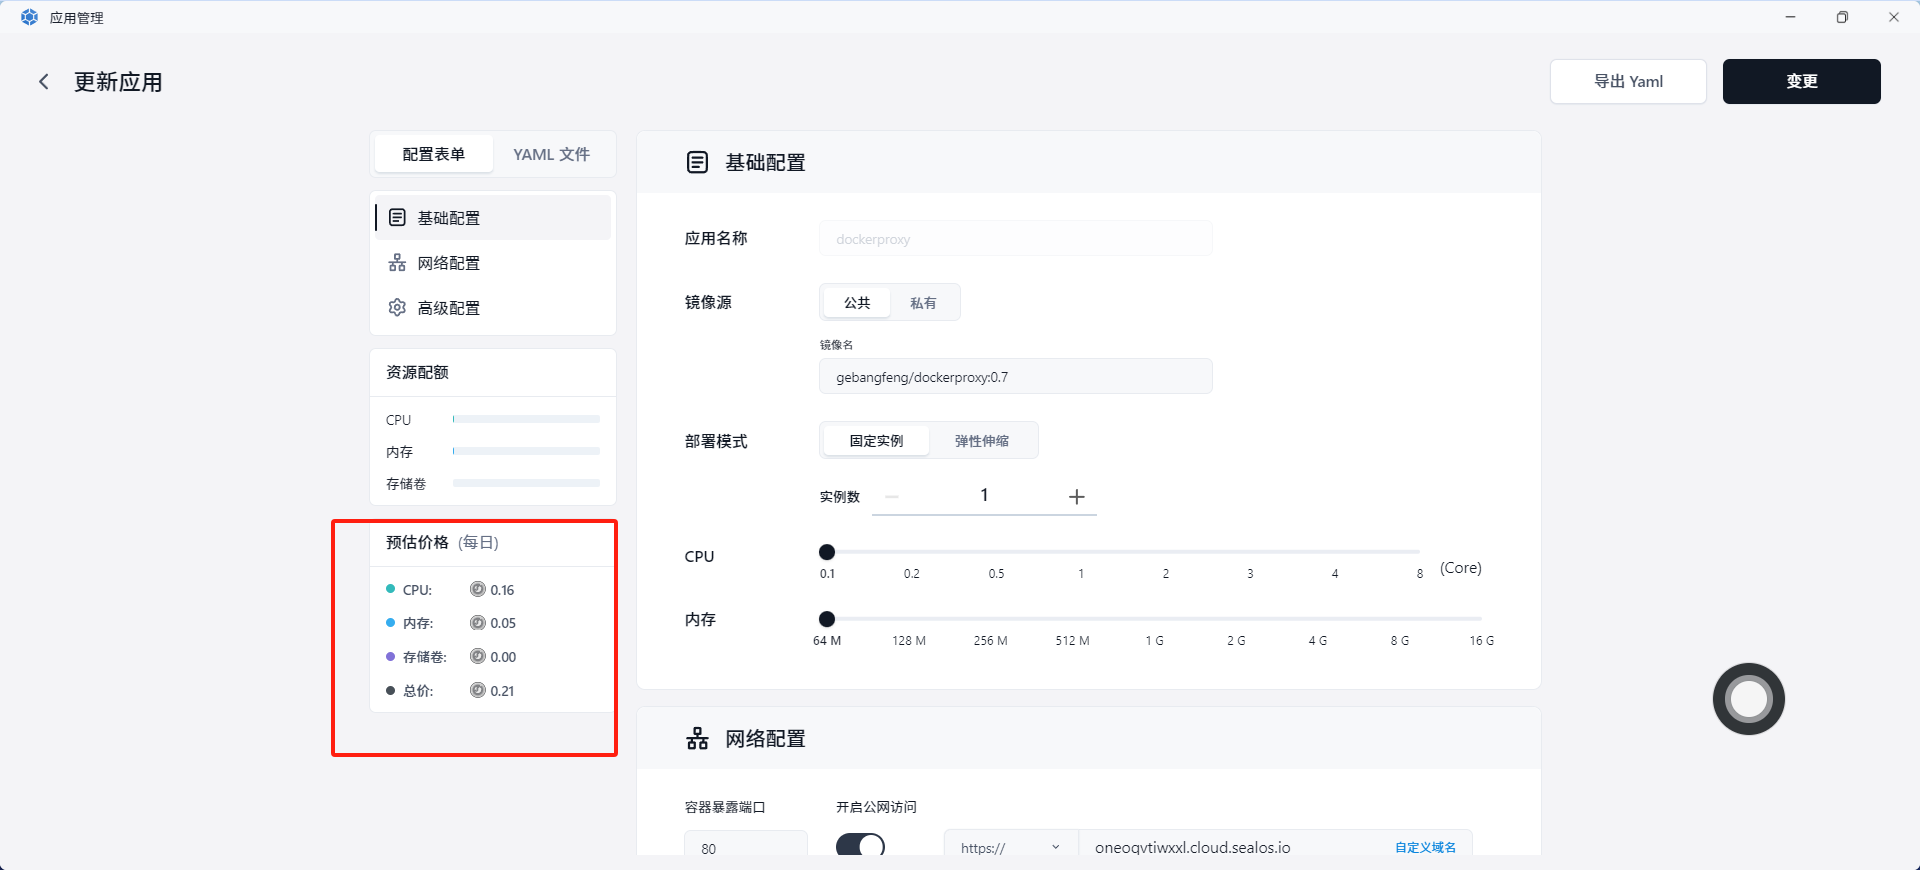 应用管理
更新应用
导出 Yaml
变更
配置表单
YAML 文件
基础配置
网络配置
高级配置
资源配额
CPU
内存
存储卷
预估价格 (每日)
CPU: 0.16
内存: 0.05
存储卷: 0.00
总价: 0.21
基础配置
应用名称
dockerproxy
镜像源
公共
私有
镜像名
gebangfeng/dockerproxy:0.7
部署模式
固定实例
弹性伸缩
实例数
1
CPU
0.1 0.2 0.5 1 2 3 4 8
(Core)
内存
64 M 128 M 256 M 512 M 1 G 2 G 4 G 8 G 16 G
网络配置
容器暴露端口
开启公网访问
80
https://
oneoqvtiwxxl.cloud.sealos.io
自定义域名